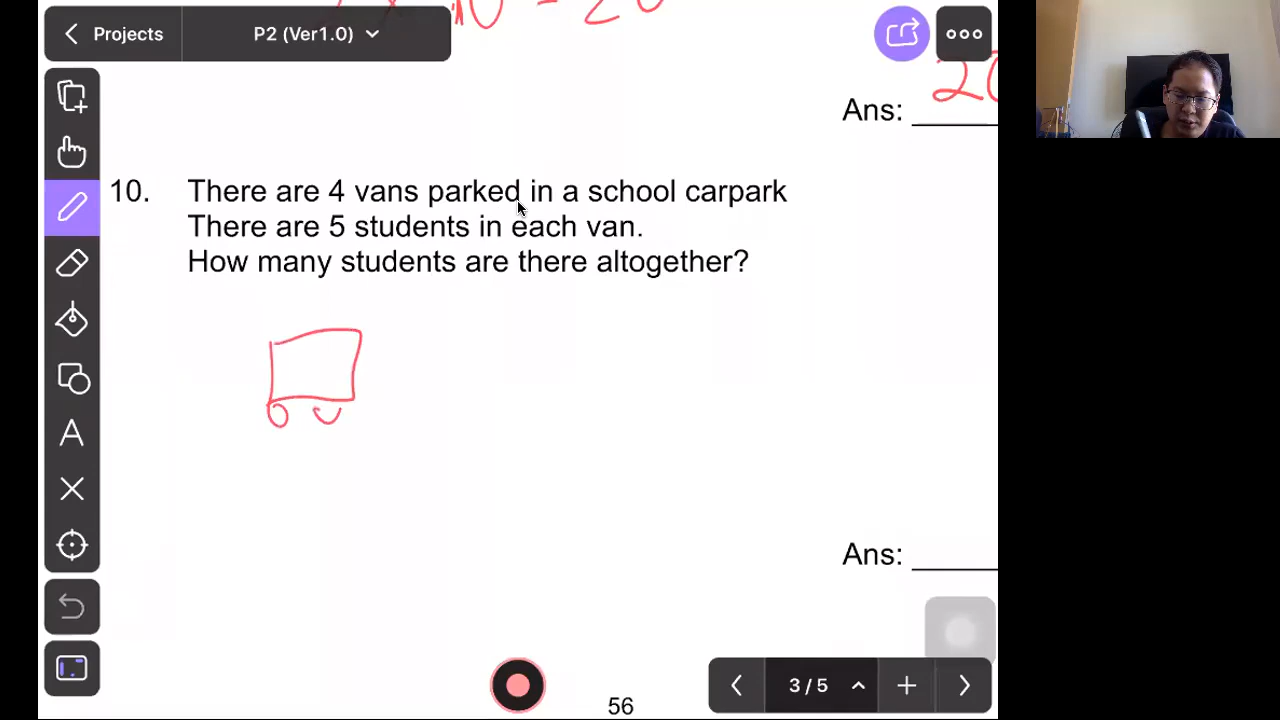 Projects
P2 (Ver1.0)
Ans:
10. There are 4 vans parked in a school carpark
There are 5 students in each van.
How many students are there altogether?
A
Ans:
3 / 5
56